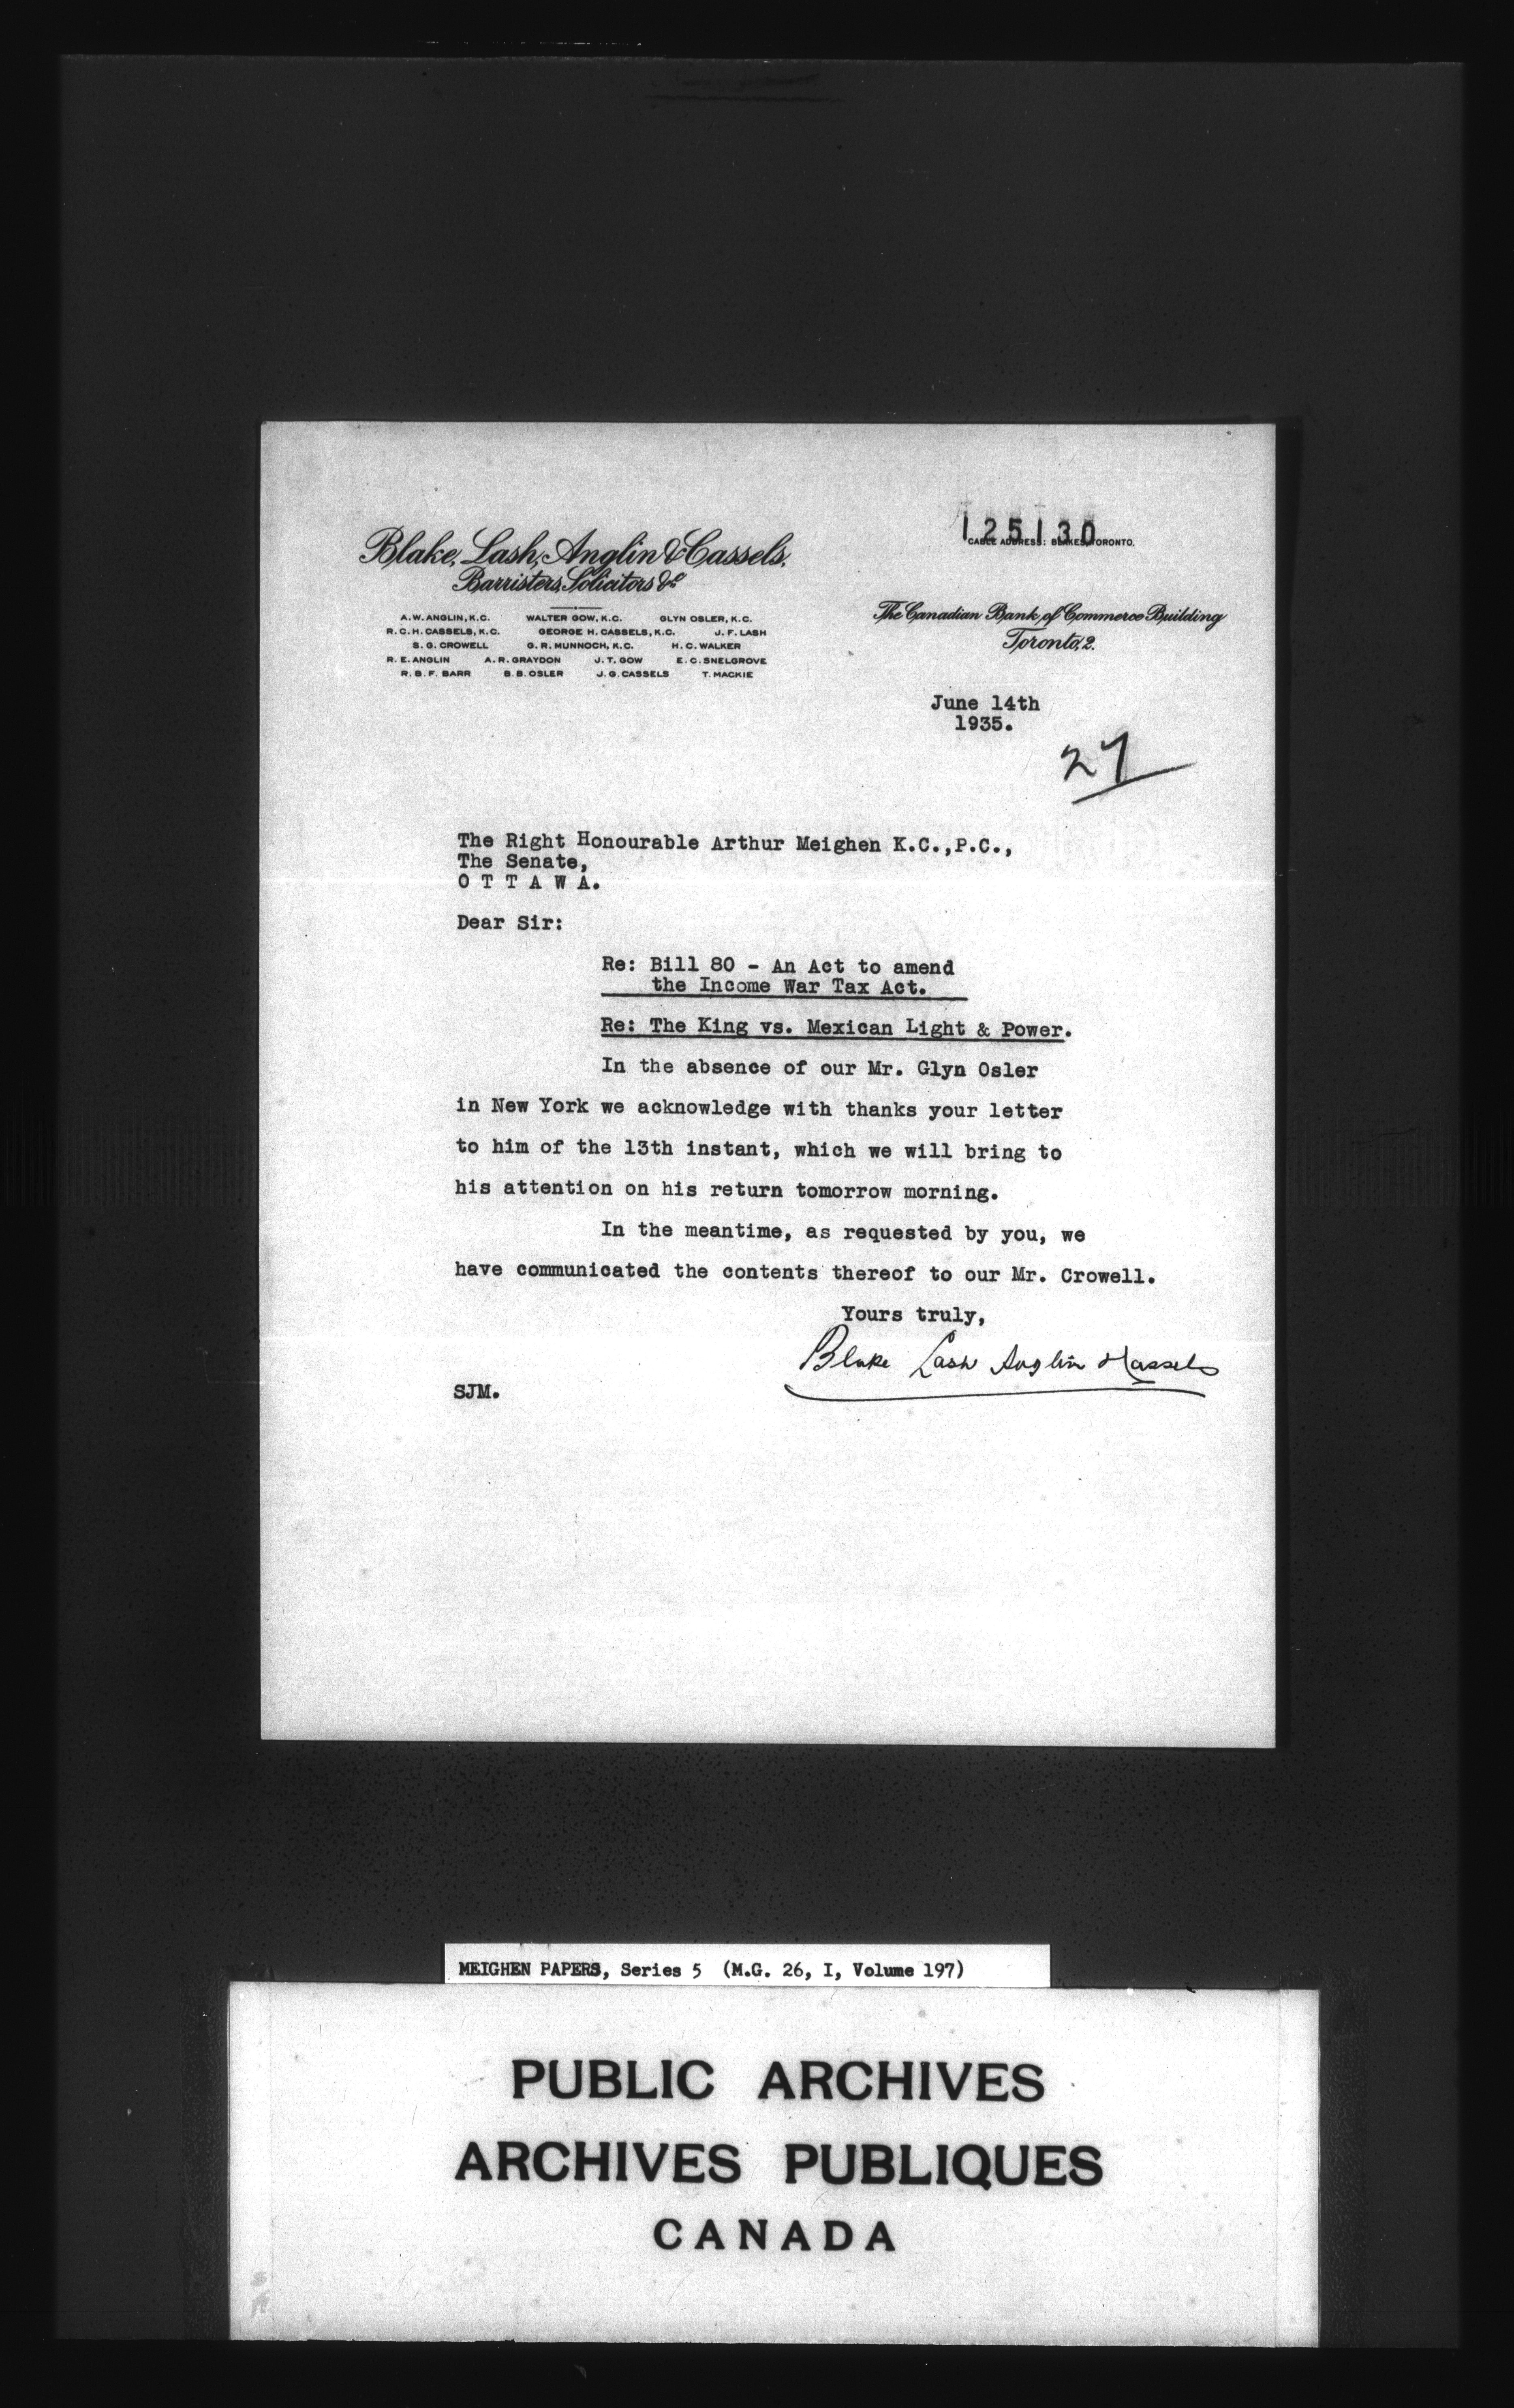 125130
CABLE ADDRESS: BLAKES, TORONTO.
Blake, Lash, Anglin & Cassels,
Barristers, Solicitors &c
The Canadian Bank of Commerce Building
Toronto, 2.
A. W. ANGLIN, K.C. WALTER GOW, K.C. GLYN OSLER, K.C.
R. C. H. CASSELS, K.C. GEORGE H. CASSELS, K.C. J. F. LASH
S. G. CROWELL G. R. MUNNOCH, K.C. H. C. WALKER
R. E. ANGLIN A. R. GRAYDON J. T. GOW E. C. SNELGROVE
R. B. F. BARR B. B. OSLER J. G. CASSELS T. MACKIE
June 14th
1935.
27
The Right Honourable Arthur Meighen K.C.,P.C.,
The Senate,
O T T A W A.
Dear Sir:
Re: Bill 80 - An Act to amend
the Income War Tax Act.
Re: The King vs. Mexican Light & Power.
In the absence of our Mr. Glyn Osler
in New York we acknowledge with thanks your letter
to him of the 13th instant, which we will bring to
his attention on his return tomorrow morning.
In the meantime, as requested by you, we
have communicated the contents thereof to our Mr. Crowell.
Yours truly,
Blake Lash Anglin & Cassels
SJM.
MEIGHEN PAPERS, Series 5 (M.G. 26, I, Volume 197)
PUBLIC ARCHIVES
ARCHIVES PUBLIQUES
CANADA